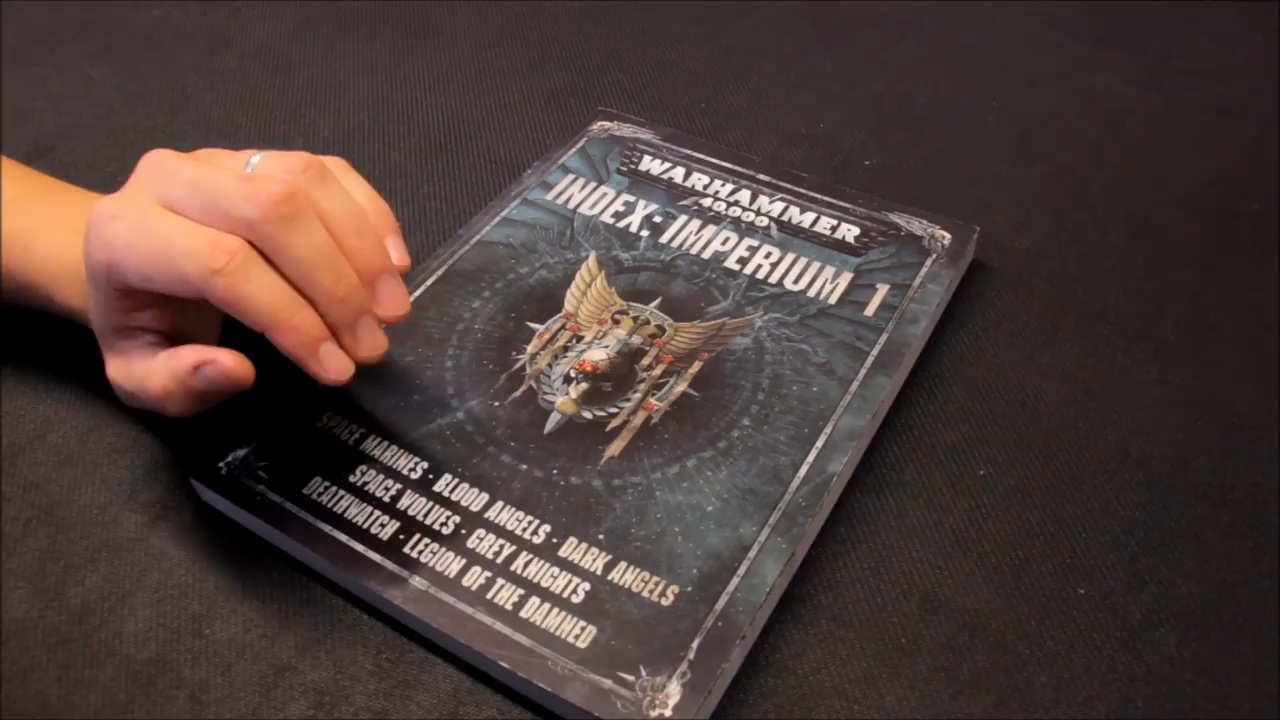 WARHAMMER
40,000
INDEX: IMPERIUM 1
SPACE MARINES · BLOOD ANGELS · DARK ANGELS
SPACE WOLVES · GREY KNIGHTS
DEATHWATCH · LEGION OF THE DAMNED